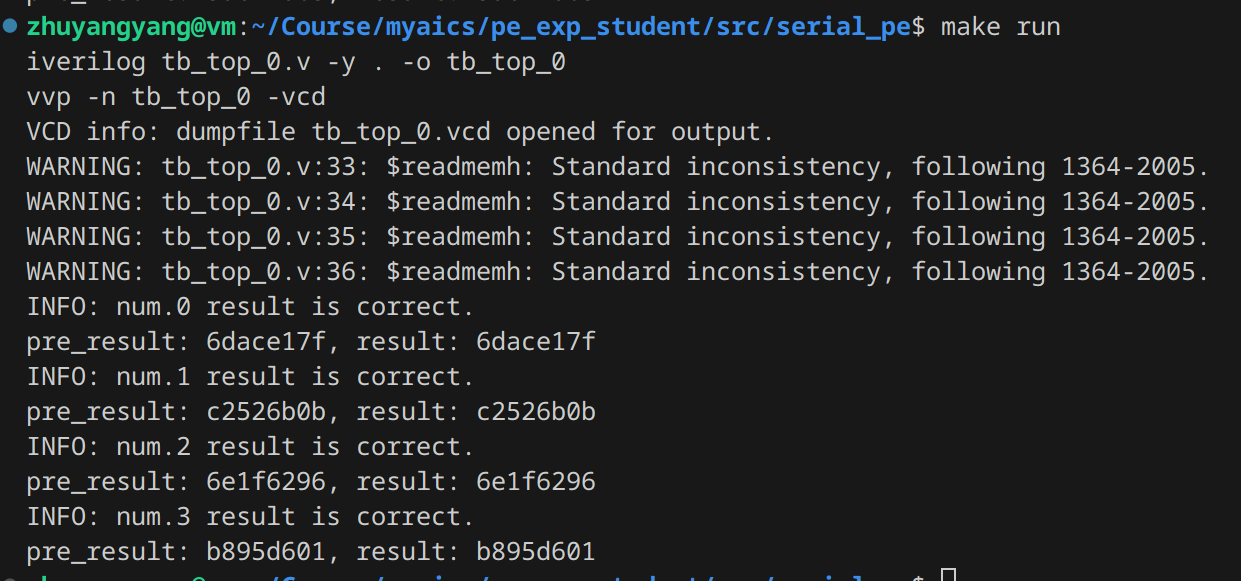 zhuyangyang@vm:~/Course/myaics/pe_exp_student/src/serial_pe$ make run
iverilog tb_top_0.v -y . -o tb_top_0
vvp -n tb_top_0 -vcd
VCD info: dumpfile tb_top_0.vcd opened for output.
WARNING: tb_top_0.v:33: $readmemh: Standard inconsistency, following 1364-2005.
WARNING: tb_top_0.v:34: $readmemh: Standard inconsistency, following 1364-2005.
WARNING: tb_top_0.v:35: $readmemh: Standard inconsistency, following 1364-2005.
WARNING: tb_top_0.v:36: $readmemh: Standard inconsistency, following 1364-2005.
INFO: num.0 result is correct.
pre_result: 6dace17f, result: 6dace17f
INFO: num.1 result is correct.
pre_result: c2526b0b, result: c2526b0b
INFO: num.2 result is correct.
pre_result: 6e1f6296, result: 6e1f6296
INFO: num.3 result is correct.
pre_result: b895d601, result: b895d601